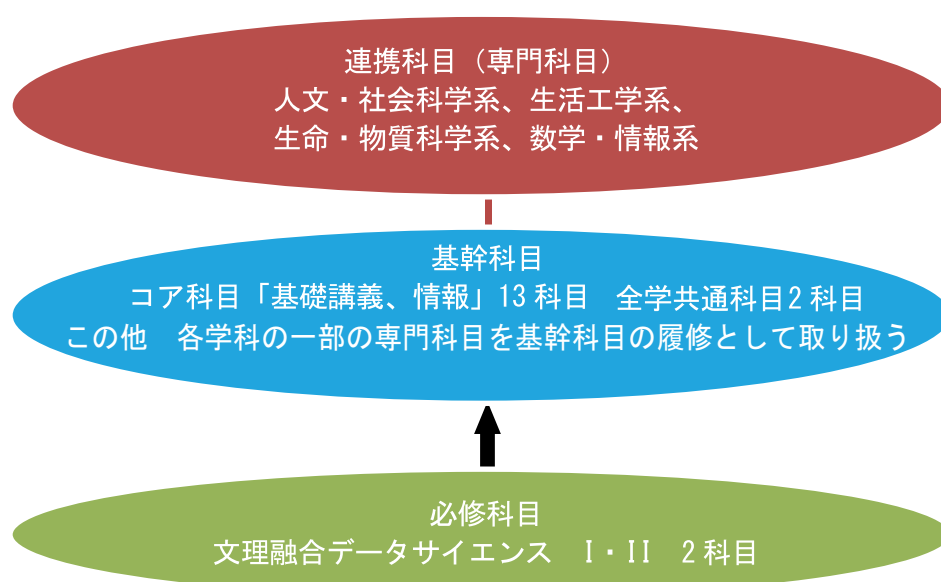 連携科目（専門科目）
人文・社会科学系、生活工学系、
生命・物質科学系、数学・情報系
基幹科目
コア科目「基礎講義、情報」13科目　全学共通科目2科目
この他　各学科の一部の専門科目を基幹科目の履修として取り扱う
必修科目
文理融合データサイエンス　I・II　2科目